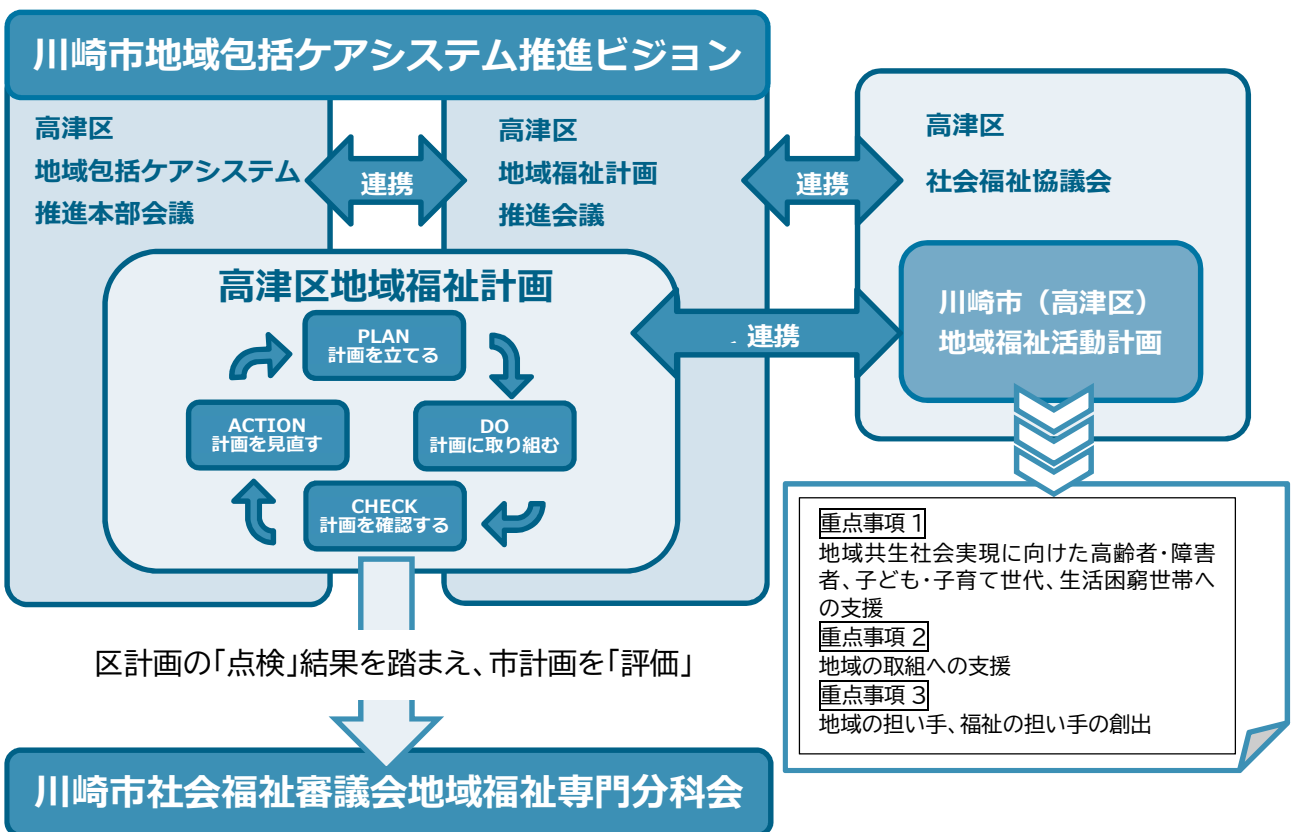 川崎市地域包括ケアシステム推進ビジョン
高津区
地域包括ケアシステム
推進本部会議
連携
高津区
地域福祉計画
推進会議
連携
高津区
社会福祉協議会
高津区地域福祉計画
PLAN
計画を立てる
DO
計画に取り組む
CHECK
計画を確認する
ACTION
計画を見直す
連携
川崎市（高津区）
地域福祉活動計画
重点事項1
地域共生社会実現に向けた高齢者・障害
者、子ども・子育て世代、生活困窮世帯へ
の支援
重点事項2
地域の取組への支援
重点事項3
地域の担い手、福祉の担い手の創出
区計画の「点検」結果を踏まえ、市計画を「評価」
川崎市社会福祉審議会地域福祉専門分科会